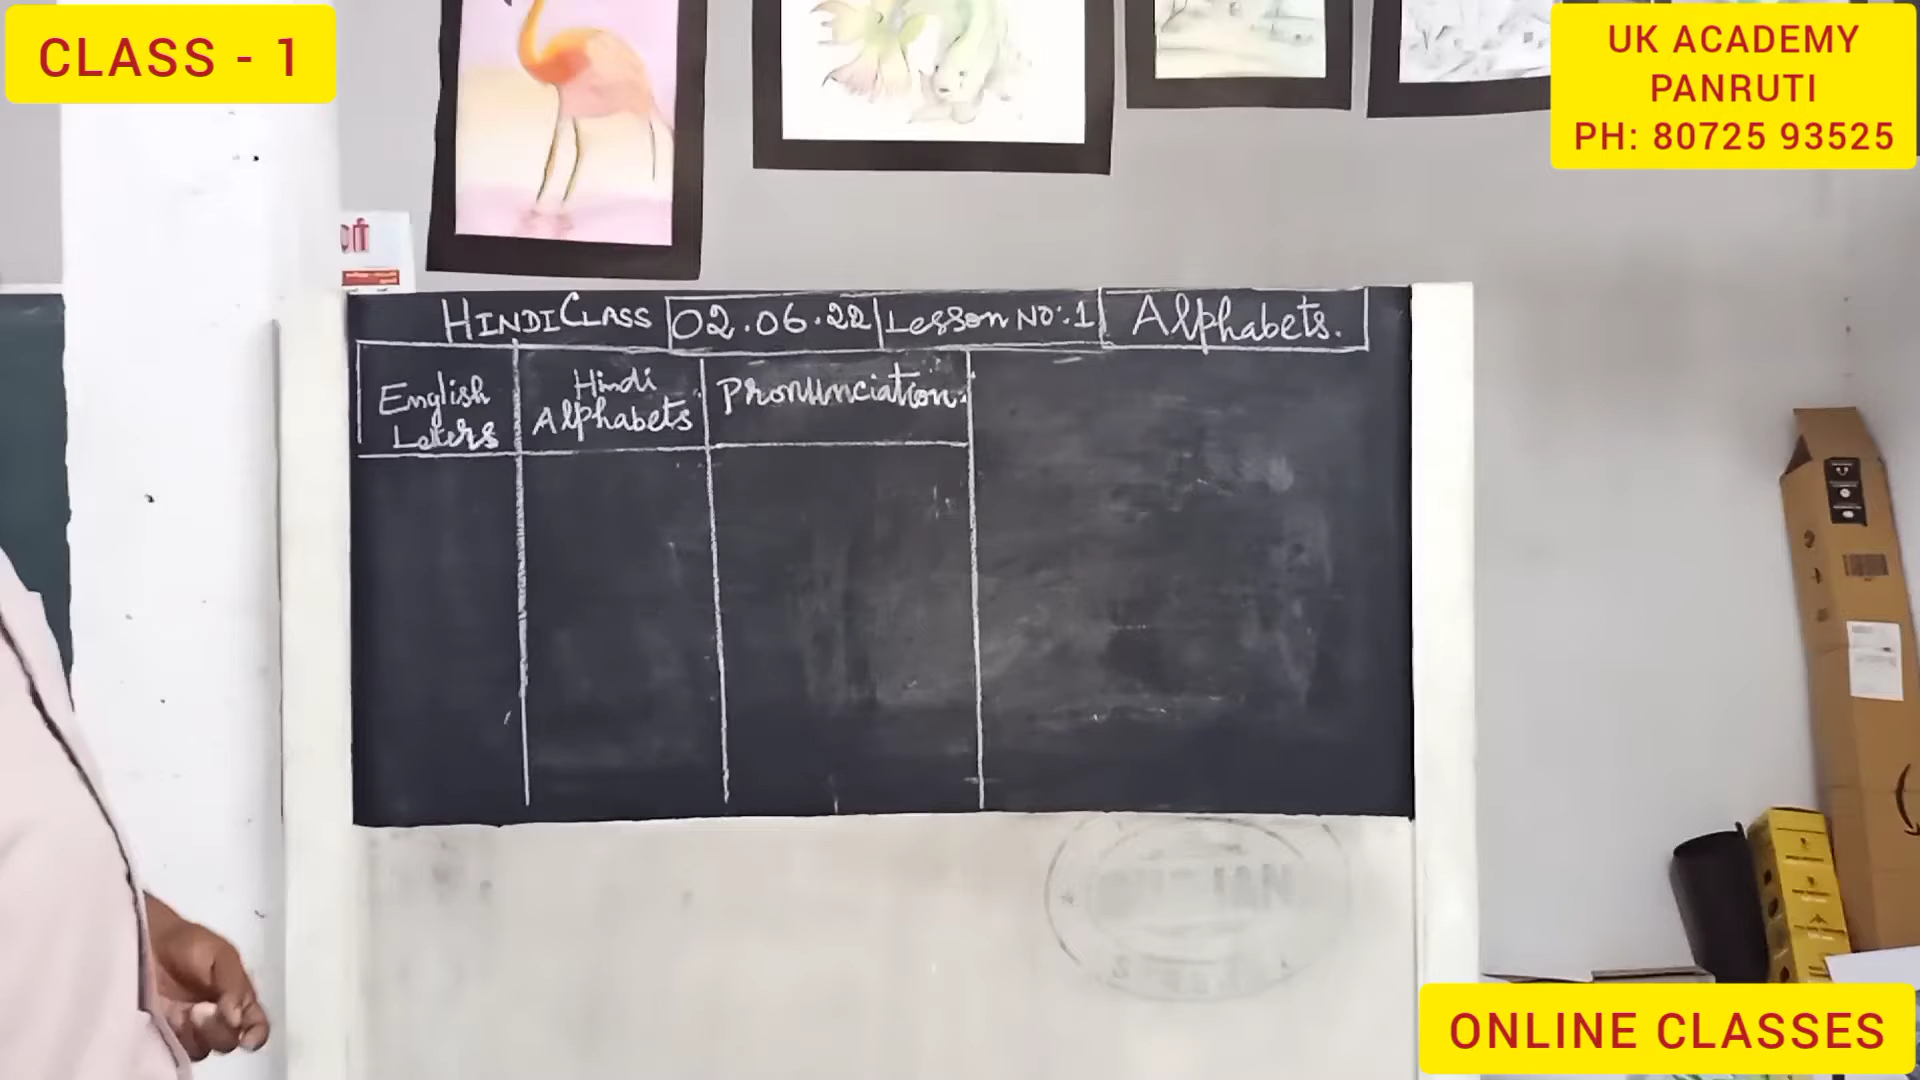 CLASS - 1
UK ACADEMY
PANRUTI
PH: 80725 93525
HINDI CLASS 02.06.22 Lesson No:.1 Alphabets.
English
Letters
Hindi
Alphabets
Pronunciation.
ONLINE CLASSES